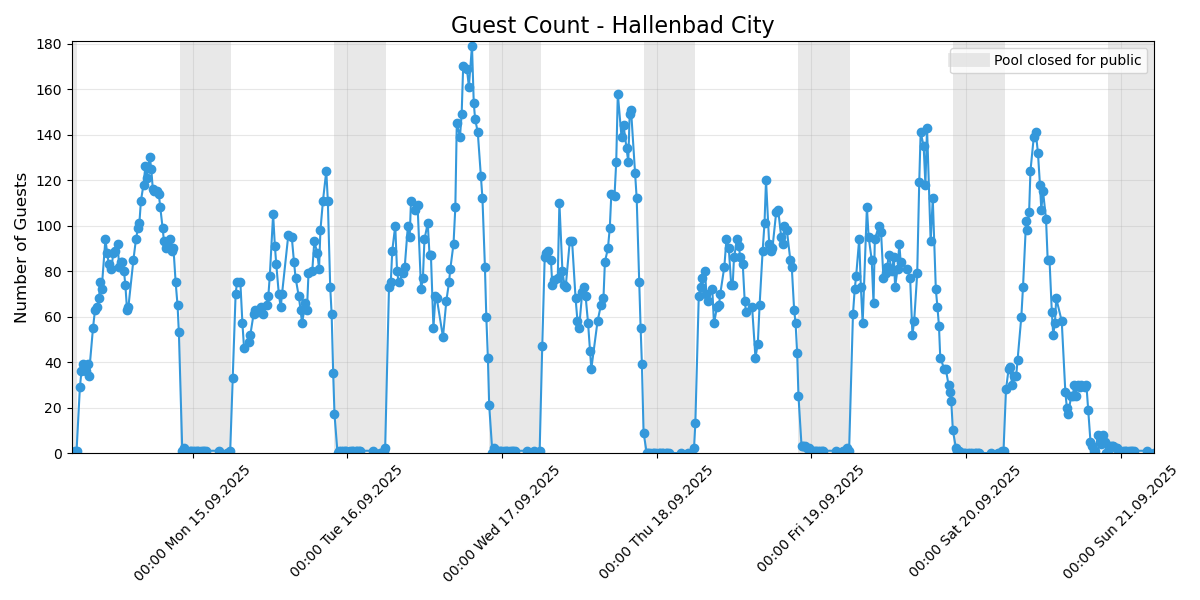 Guest Count - Hallenbad City
Pool closed for public
Number of Guests
180
160
140
120
100
80
60
40
20
0
00:00 Mon 15.09.2025
00:00 Tue 16.09.2025
00:00 Wed 17.09.2025
00:00 Thu 18.09.2025
00:00 Fri 19.09.2025
00:00 Sat 20.09.2025
00:00 Sun 21.09.2025